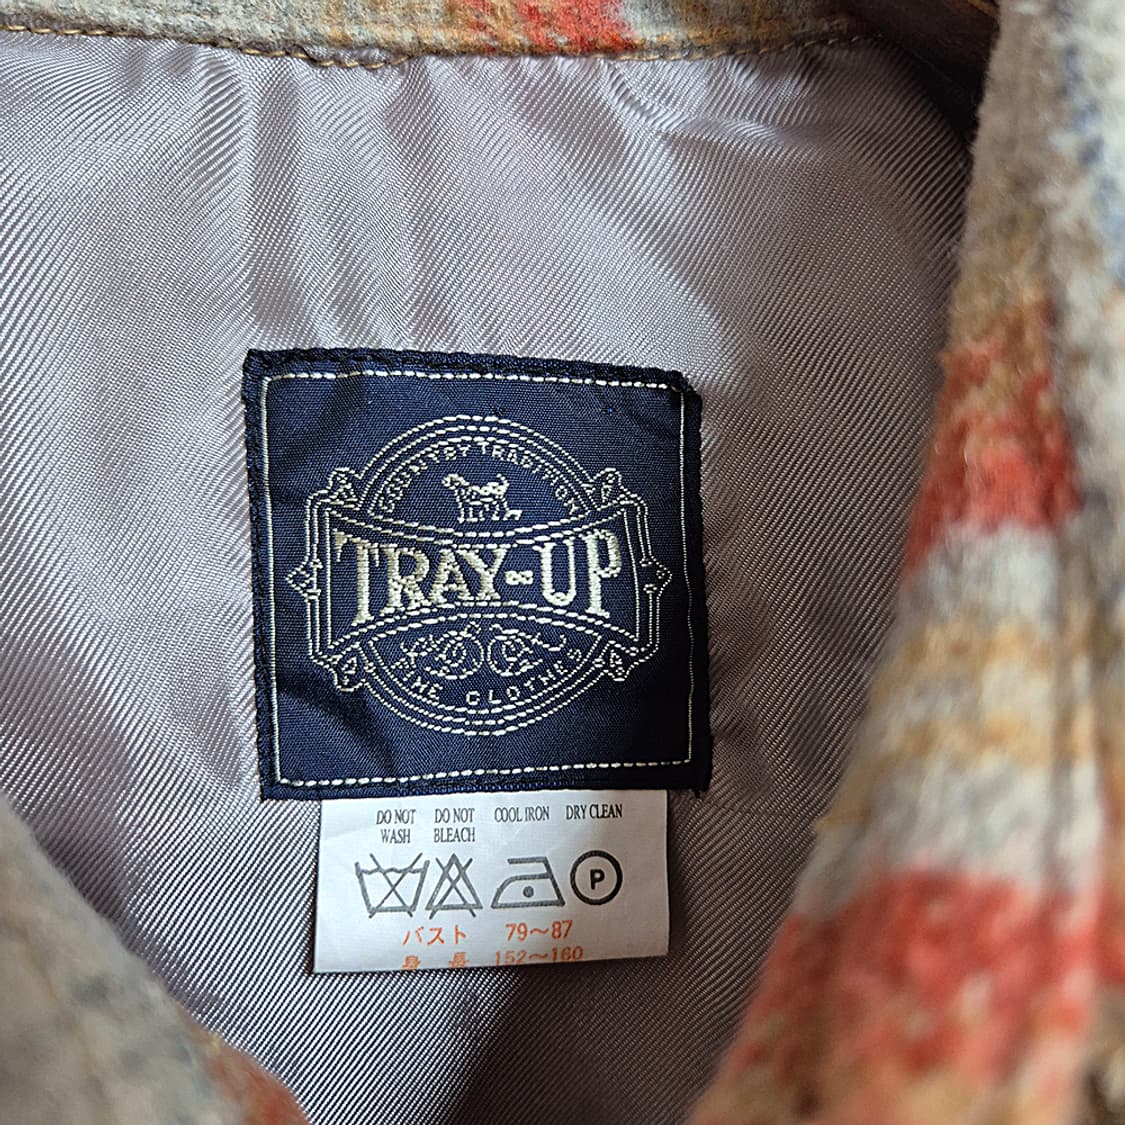 COUNTRY TRADITION
TRAY-UP
THE CLOTHES
DO NOT WASH
DO NOT BLEACH
COOL IRON
DRY CLEAN
P
バスト 79～87
身長 152～160